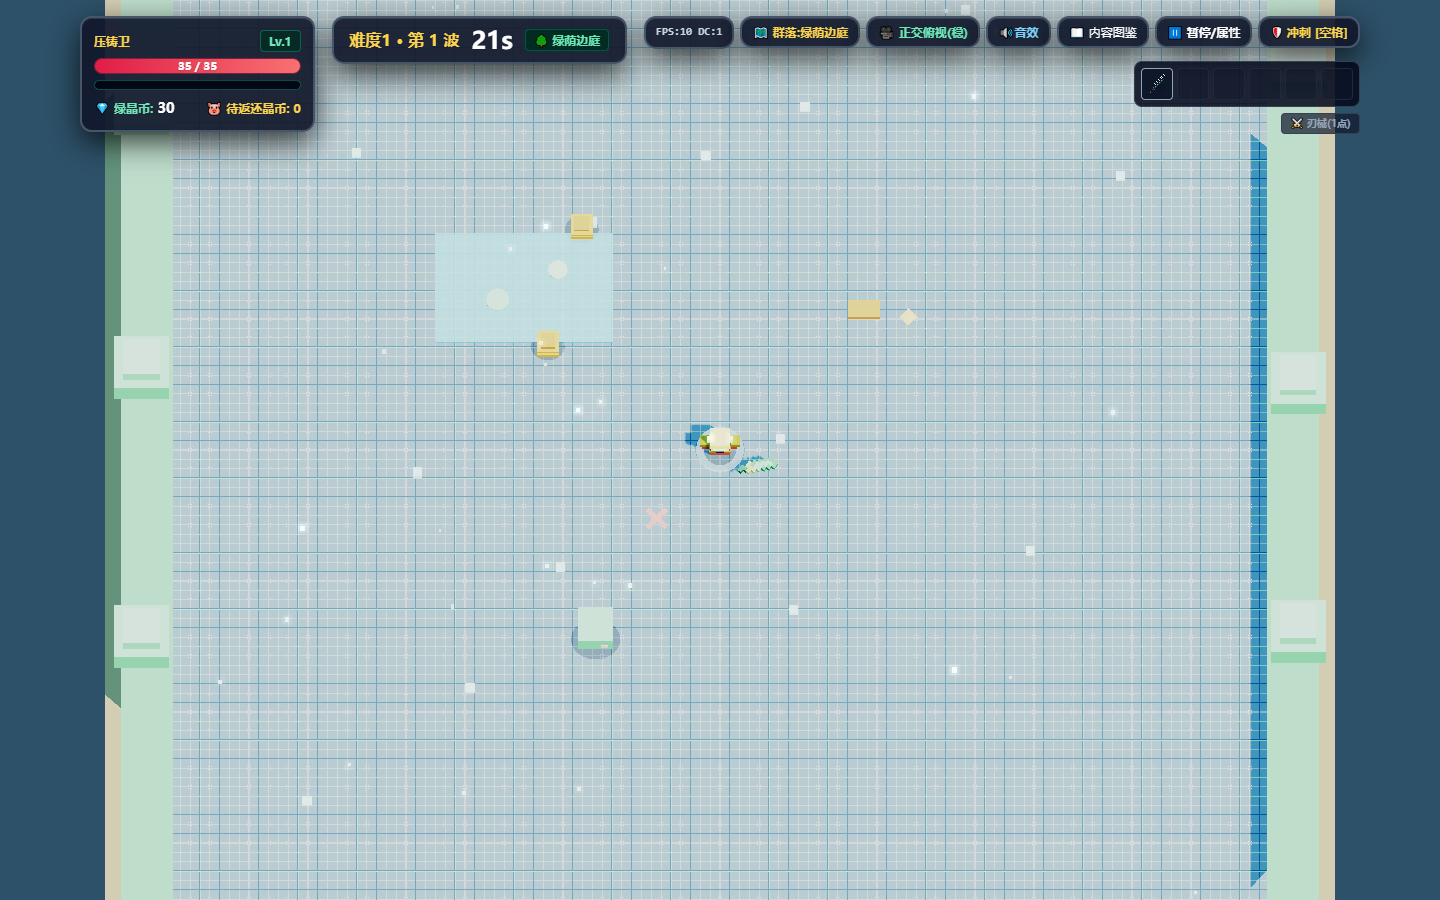 压铸卫
Lv.1
35 / 35
绿晶币: 30
待返还晶币: 0
难度1 • 第 1 波 21s 绿荫边庭
FPS:10 DC:1
群落:绿荫边庭
正交俯视(稳)
音效
内容图鉴
暂停/属性
冲刺 [空格]
刃械(1点)